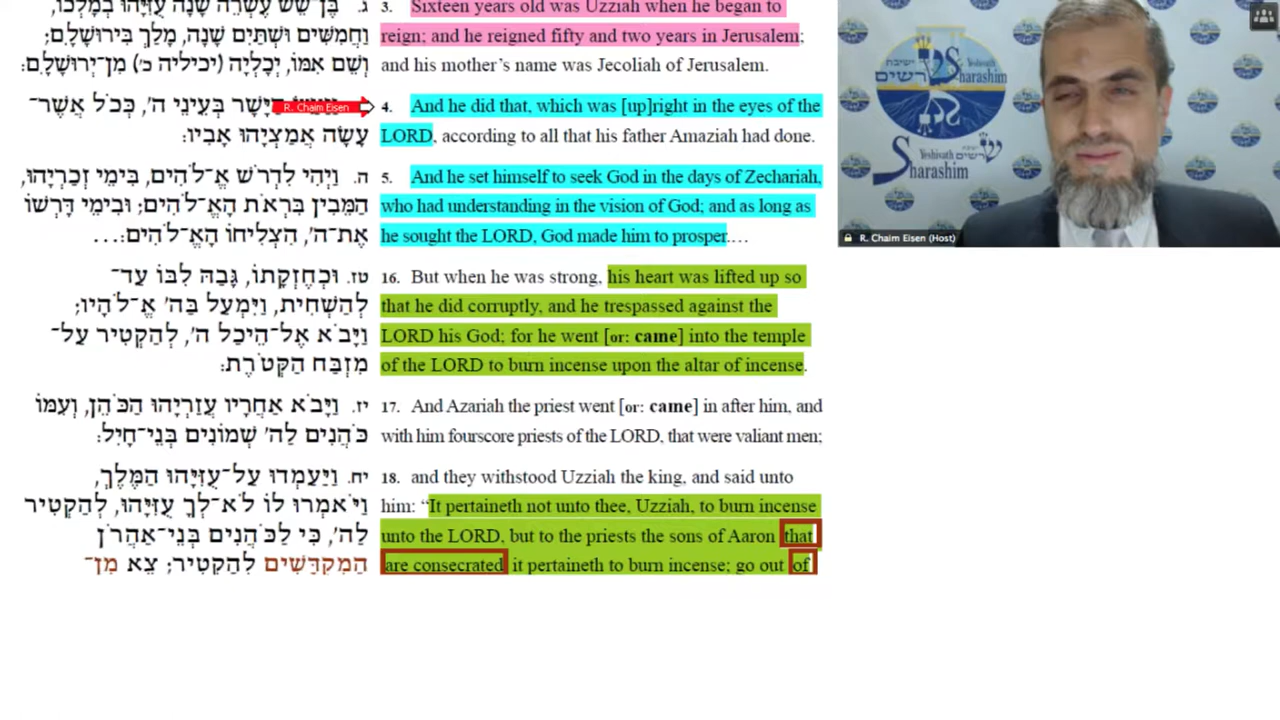 ג. בֶּן־שֵׁשׁ עֶשְׂרֵה שָׁנָה עֻזִּיָּהוּ בְמָלְכוֹ,
וַחֲמִשִּׁים וּשְׁתַּיִם שָׁנָה, מָלַךְ בִּירוּשָׁלִָם;
וְשֵׁם אִמּוֹ, יְכָלְיָה (יכיליה כ׳) מִן־יְרוּשָׁלִָם:
יָּשָׁר בְּעֵינֵי ה׳, כְּכֹל אֲשֶׁר־
עָשָׂה אֲמַצְיָהוּ אָבִיו:
ה. וַיְהִי לִדְרֹשׁ אֱ־לֹהִים, בִּימֵי זְכַרְיָהוּ,
הַמֵּבִין בִּרְאֹת הָאֱ־לֹהִים; וּבִימֵי דָּרְשׁוֹ
אֶת־ה׳, הִצְלִיחוֹ הָאֱ־לֹהִים:...
טז. וּכְחֶזְקָתוֹ, גָּבַהּ לִבּוֹ עַד־
לְהַשְׁחִית, וַיִּמְעַל בַּה׳ אֱ־לֹהָיו;
וַיָּבֹא אֶל־הֵיכַל ה׳, לְהַקְטִיר עַל־
מִזְבַּח הַקְּטֹרֶת:
יז. וַיָּבֹא אַחֲרָיו עֲזַרְיָהוּ הַכֹּהֵן, וְעִמּוֹ
כֹּהֲנִים לַה׳ שְׁמוֹנִים בְּנֵי־חָיִל:
יח. וַיַּעַמְדוּ עַל־עֻזִּיָּהוּ הַמֶּלֶךְ,
וַיֹּאמְרוּ לוֹ לֹא־לְךָ עֻזִּיָּהוּ, לְהַקְטִיר
לַה׳, כִּי לַכֹּהֲנִים בְּנֵי־אַהֲרֹן
הַמְקֻדָּשִׁים לְהַקְטִיר; צֵא מִן־
3. Sixteen years old was Uzziah when he began to
reign; and he reigned fifty and two years in Jerusalem;
and his mother’s name was Jecoliah of Jerusalem.
R. Chaim Eisen
4. And he did that, which was [up]right in the eyes of the
LORD, according to all that his father Amaziah had done.
5. And he set himself to seek God in the days of Zechariah,
who had understanding in the vision of God; and as long as
he sought the LORD, God made him to prosper....
16. But when he was strong, his heart was lifted up so
that he did corruptly, and he trespassed against the
LORD his God; for he went [or: came] into the temple
of the LORD to burn incense upon the altar of incense.
17. And Azariah the priest went [or: came] in after him, and
with him fourscore priests of the LORD, that were valiant men;
18. and they withstood Uzziah the king, and said unto
him: “It pertaineth not unto thee, Uzziah, to burn incense
unto the LORD, but to the priests the sons of Aaron that
are consecrated it pertaineth to burn incense; go out of
ישיבת
שרשים
Yeshivath
Sharashim
Yeshivath
ישיבת שרשים
Sharashim
R. Chaim Eisen (Host)